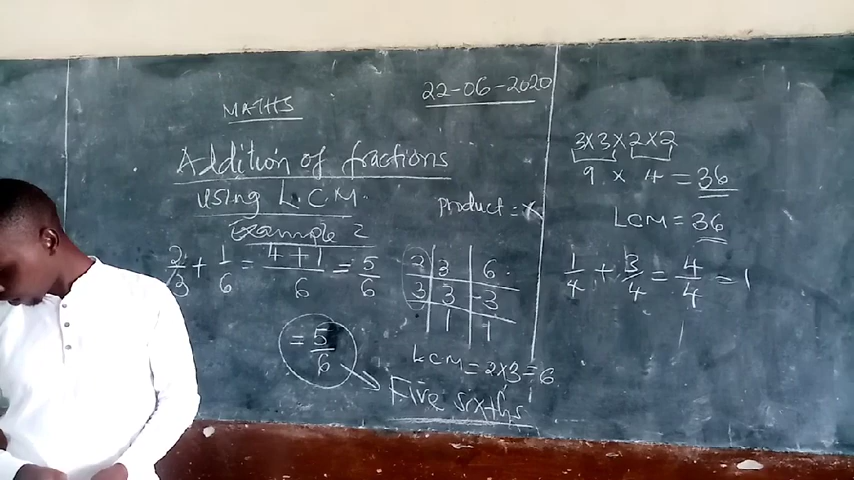 MATHS
22-06-2020
Addition of fractions
using L.C.M.
product = x
Example 2
2/3 + 1/6 = 4+1/6 = 5/6
= 5/6
2 | 3 | 6
3 | 3 | 3
1 | 1
LCM = 2x3 = 6
Five sixths
3x3x2x2
9 x 4 = 36
LCM = 36
1/4 + 3/4 = 4/4 = 1